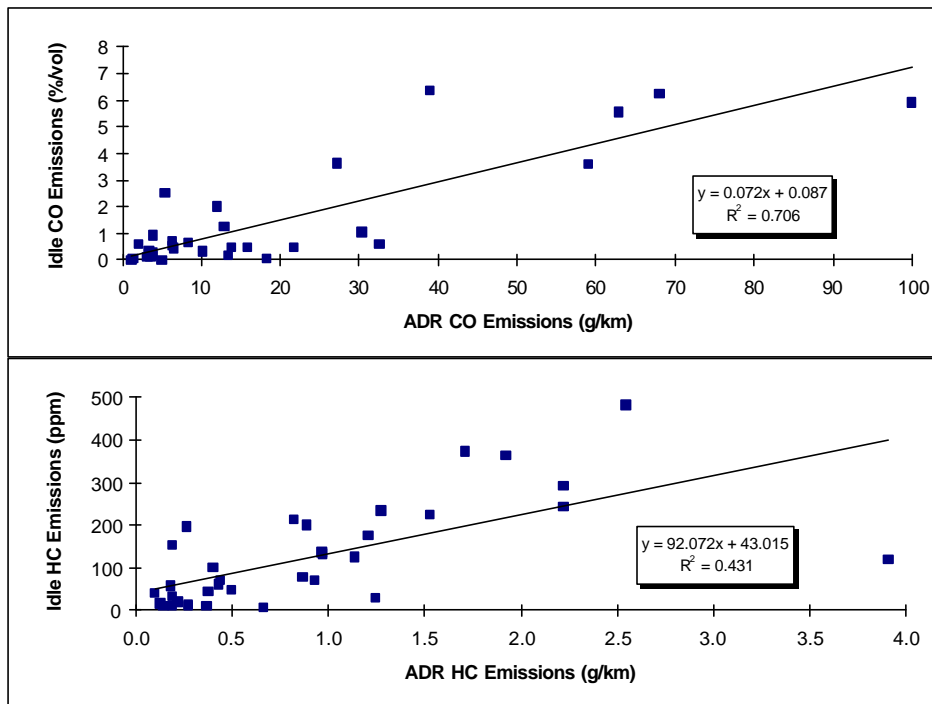 Idle CO Emissions (%/vol)
8
7
6
5
4
3
2
1
0
y = 0.072x + 0.087
R² = 0.706
0 10 20 30 40 50 60 70 80 90 100
ADR CO Emissions (g/km)
Idle HC Emissions (ppm)
500
400
300
200
100
0
y = 92.072x + 43.015
R² = 0.431
0.0 0.5 1.0 1.5 2.0 2.5 3.0 3.5 4.0
ADR HC Emissions (g/km)